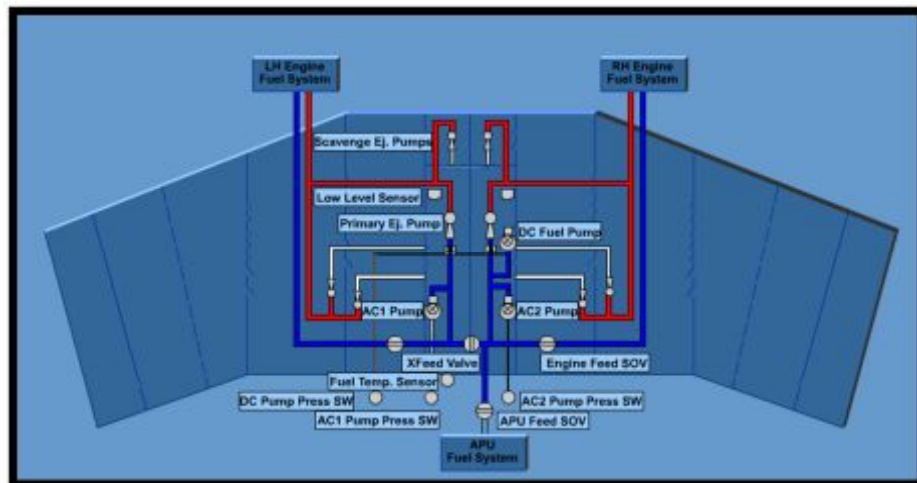 LH Engine
Fuel System
RH Engine
Fuel System
Scavenge Ej. Pumps
Low Level Sensor
Primary Ej. Pump
DC Fuel Pump
AC1 Pump
AC2 Pump
XFeed Valve
Engine Feed SOV
Fuel Temp. Sensor
DC Pump Press SW
AC2 Pump Press SW
AC1 Pump Press SW
APU Feed SOV
APU
Fuel System